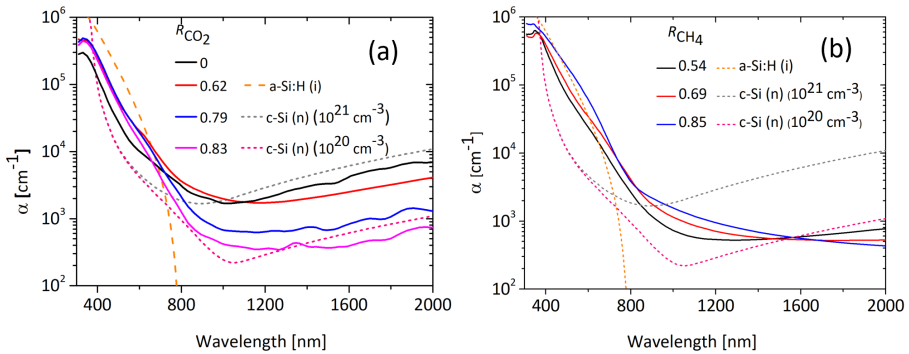 R_CO2
0
0.62
0.79
0.83
a-Si:H (i)
c-Si (n) (10^21 cm^-3)
c-Si (n) (10^20 cm^-3)
(a)
10^6
10^5
10^4
10^3
10^2
α [cm^-1]
400 800 1200 1600 2000
Wavelength [nm]
R_CH4
0.54
0.69
0.85
a-Si:H (i)
c-Si (n) (10^21 cm^-3)
c-Si (n) (10^20 cm^-3)
(b)
10^6
10^5
10^4
10^3
10^2
α [cm^-1]
400 800 1200 1600 2000
Wavelength [nm]